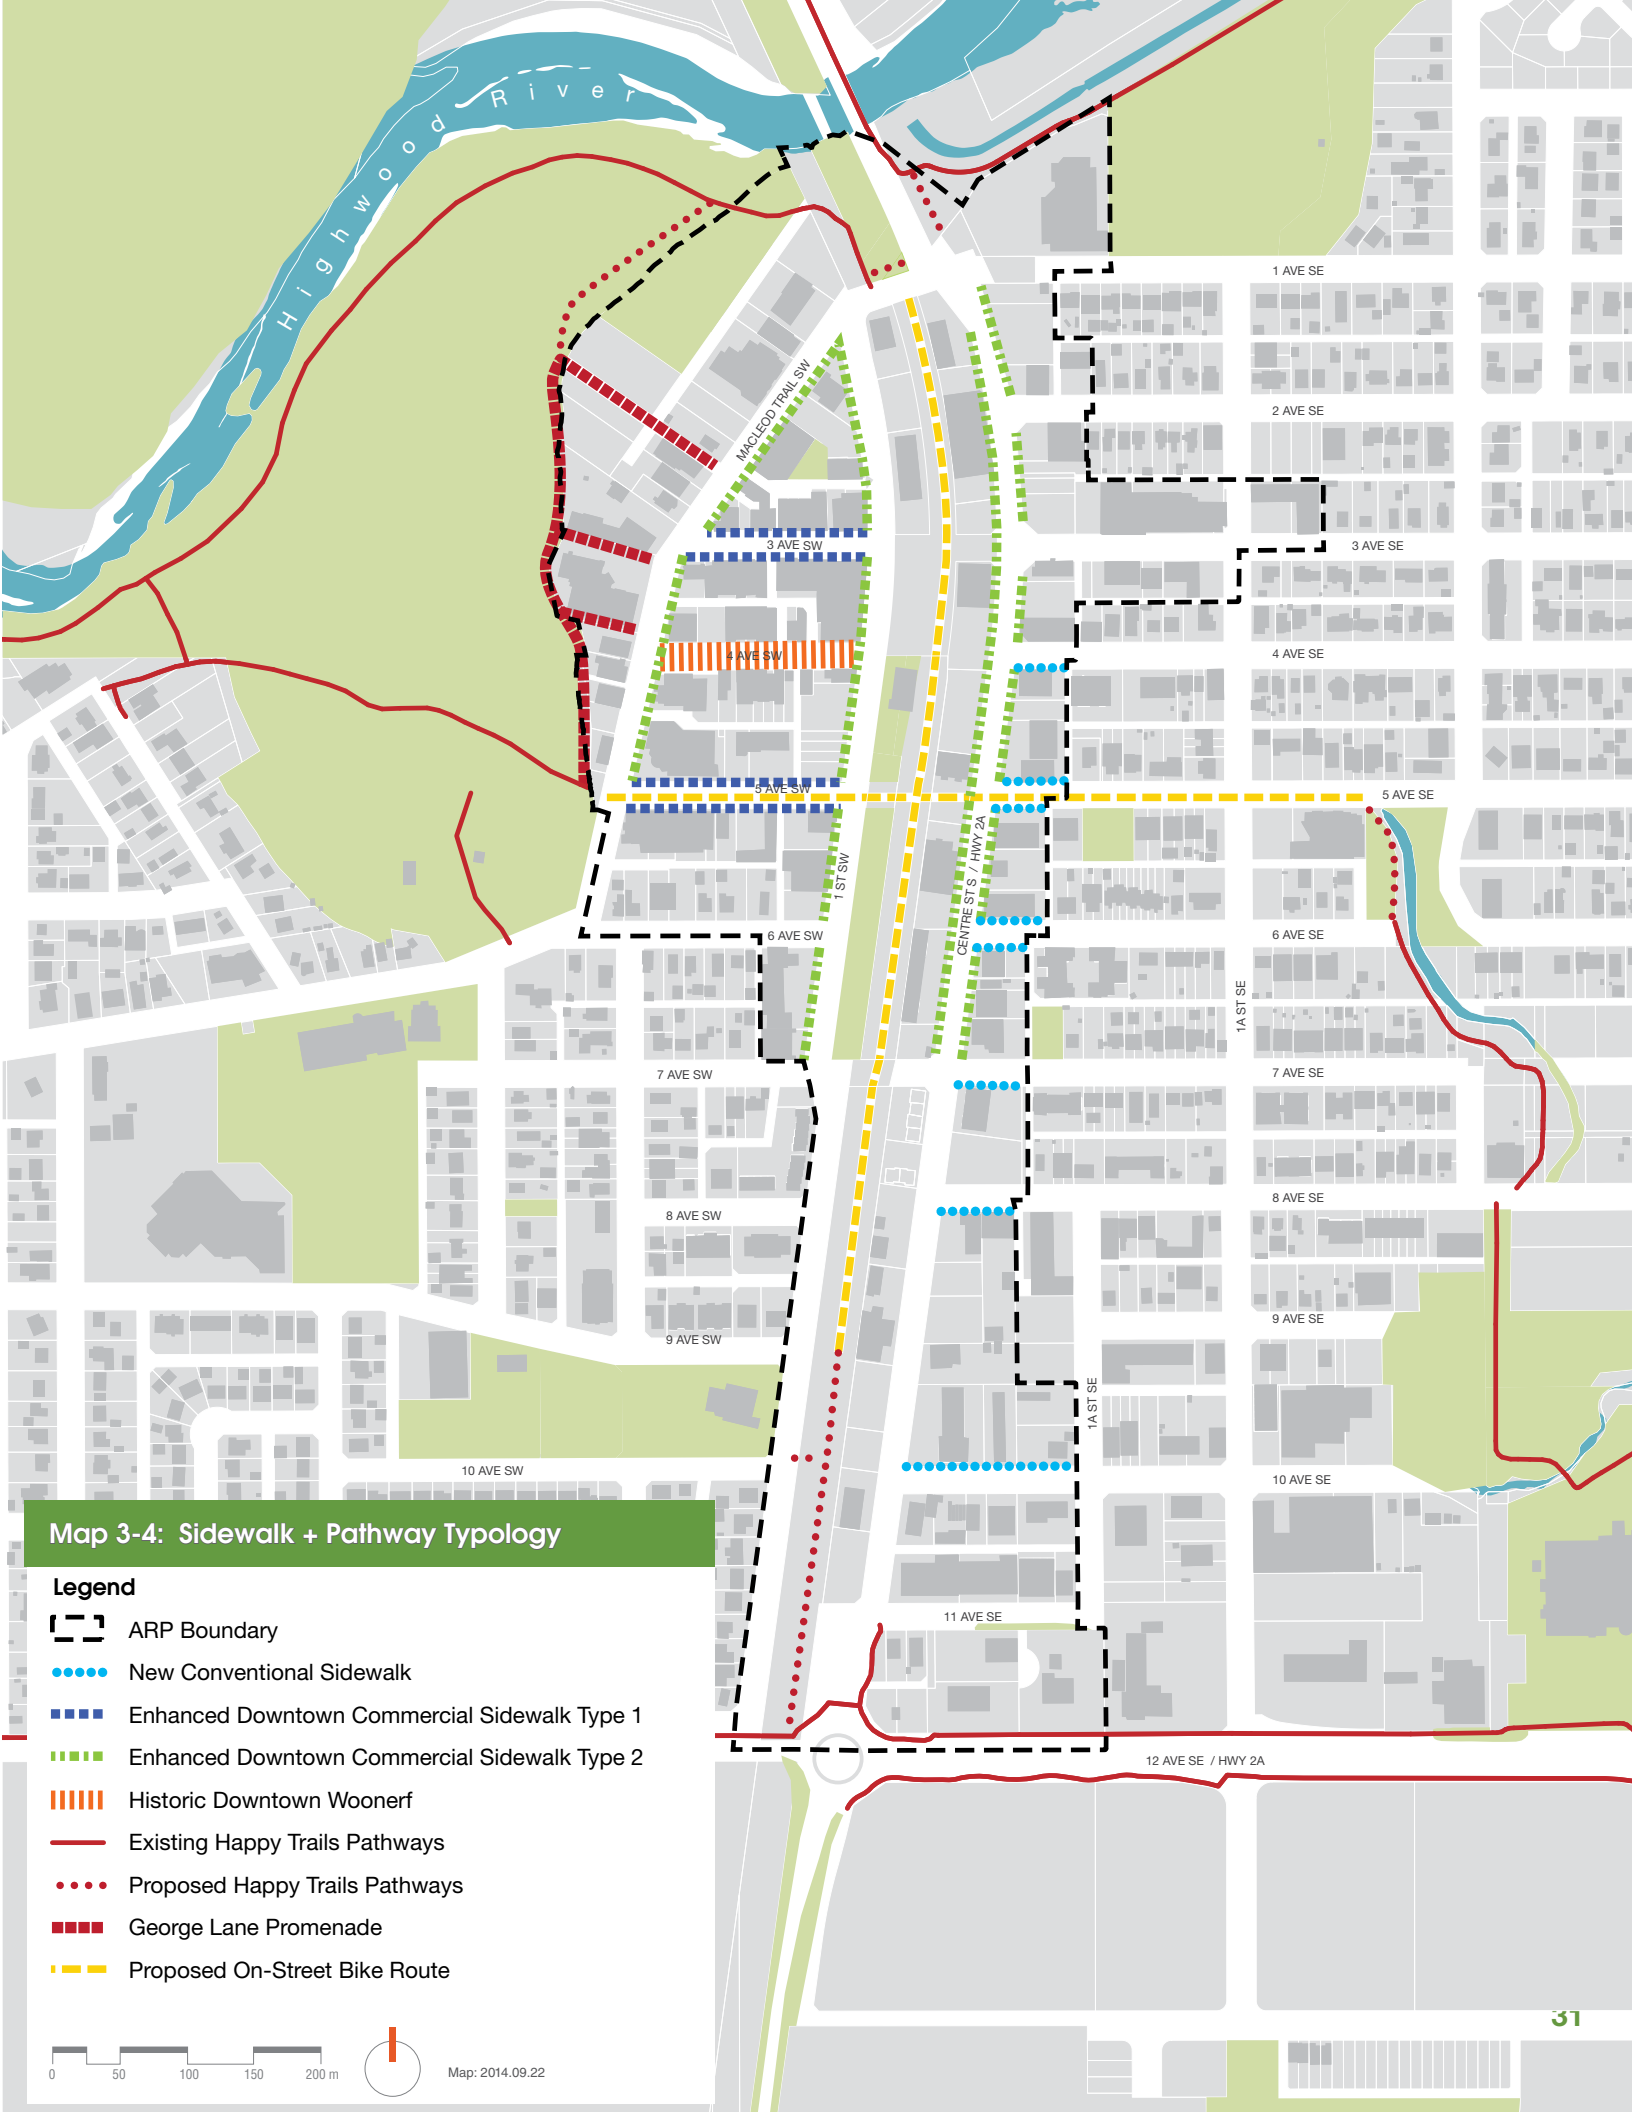 Highwood River
MACLEOD TRAIL SW
1 AVE SE
2 AVE SE
3 AVE SW
3 AVE SE
4 AVE SW
4 AVE SE
5 AVE SW
5 AVE SE
1 ST SW
CENTRE ST S / HWY 2A
6 AVE SW
6 AVE SE
1A ST SE
7 AVE SW
7 AVE SE
8 AVE SW
8 AVE SE
9 AVE SW
9 AVE SE
1A ST SE
10 AVE SW
10 AVE SE
11 AVE SE
12 AVE SE / HWY 2A
Map 3-4: Sidewalk + Pathway Typology
Legend
ARP Boundary
New Conventional Sidewalk
Enhanced Downtown Commercial Sidewalk Type 1
Enhanced Downtown Commercial Sidewalk Type 2
Historic Downtown Woonerf
Existing Happy Trails Pathways
Proposed Happy Trails Pathways
George Lane Promenade
Proposed On-Street Bike Route
0 50 100 150 200 m
Map: 2014.09.22
31